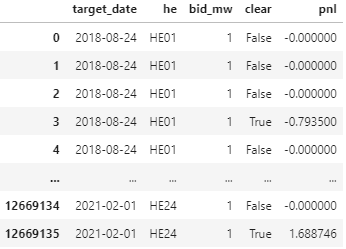 target_date he bid_mw clear pnl
0 2018-08-24 HE01 1 False -0.000000
1 2018-08-24 HE01 1 False -0.000000
2 2018-08-24 HE01 1 False -0.000000
3 2018-08-24 HE01 1 True -0.793500
4 2018-08-24 HE01 1 False -0.000000
... ... ... ... ... ...
12669134 2021-02-01 HE24 1 False -0.000000
12669135 2021-02-01 HE24 1 True 1.688746